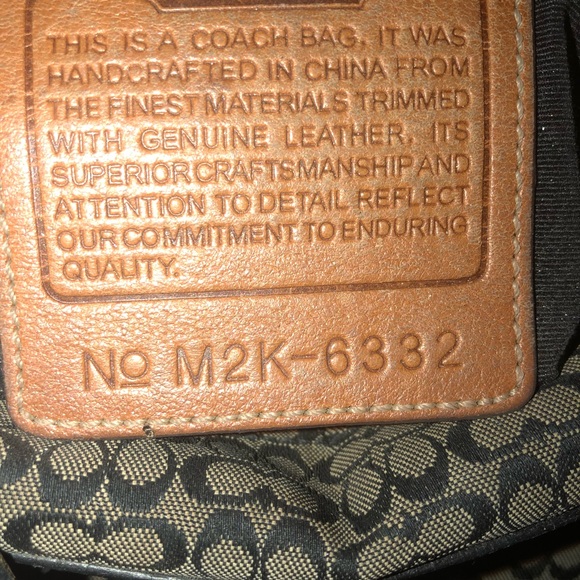 THIS IS A COACH BAG. IT WAS
HANDCRAFTED IN CHINA FROM
THE FINEST MATERIALS TRIMMED
WITH GENUINE LEATHER. ITS
SUPERIOR CRAFTSMANSHIP AND
ATTENTION TO DETAIL REFLECT
OUR COMMITMENT TO ENDURING
QUALITY.
No M2K-6332